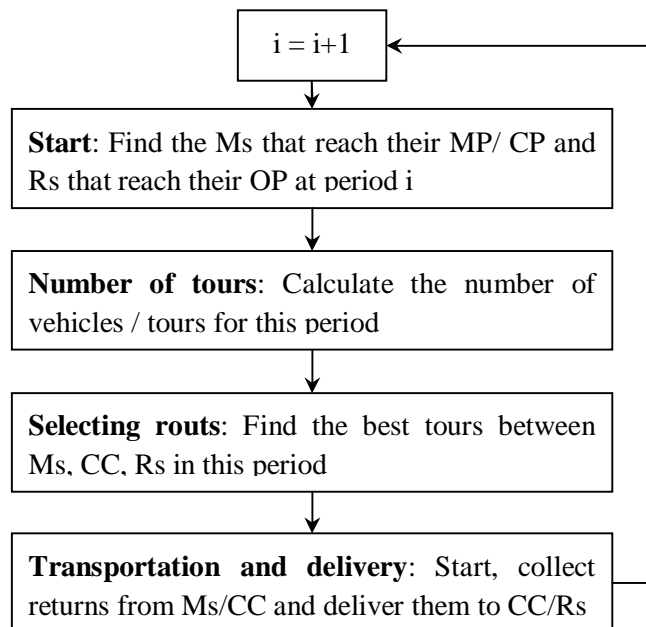 i = i+1
Start: Find the Ms that reach their MP/ CP and
Rs that reach their OP at period i
Number of tours: Calculate the number of
vehicles / tours for this period
Selecting routs: Find the best tours between
Ms, CC, Rs in this period
Transportation and delivery: Start, collect
returns from Ms/CC and deliver them to CC/Rs